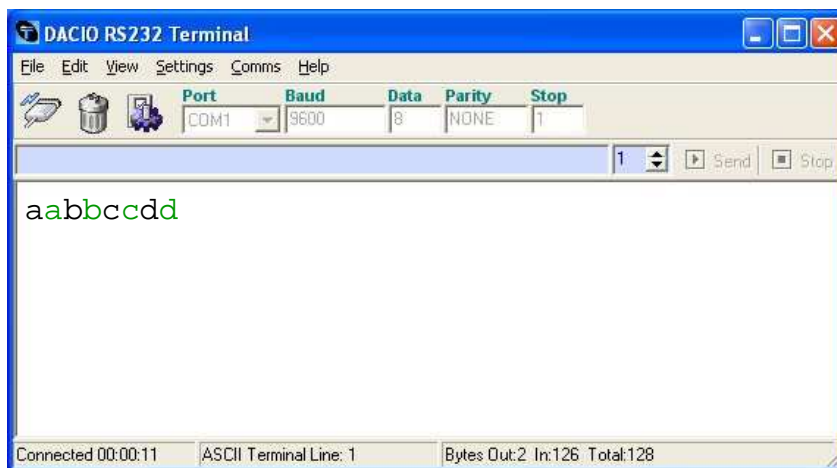 DACIO RS232 Terminal
File Edit View Settings Comms Help
Port Baud Data Parity Stop
COM1 9600 8 NONE 1
1 Send Stop
aabbccdd
Connected 00:00:11 ASCII Terminal Line: 1 Bytes Out:2 In:126 Total:128